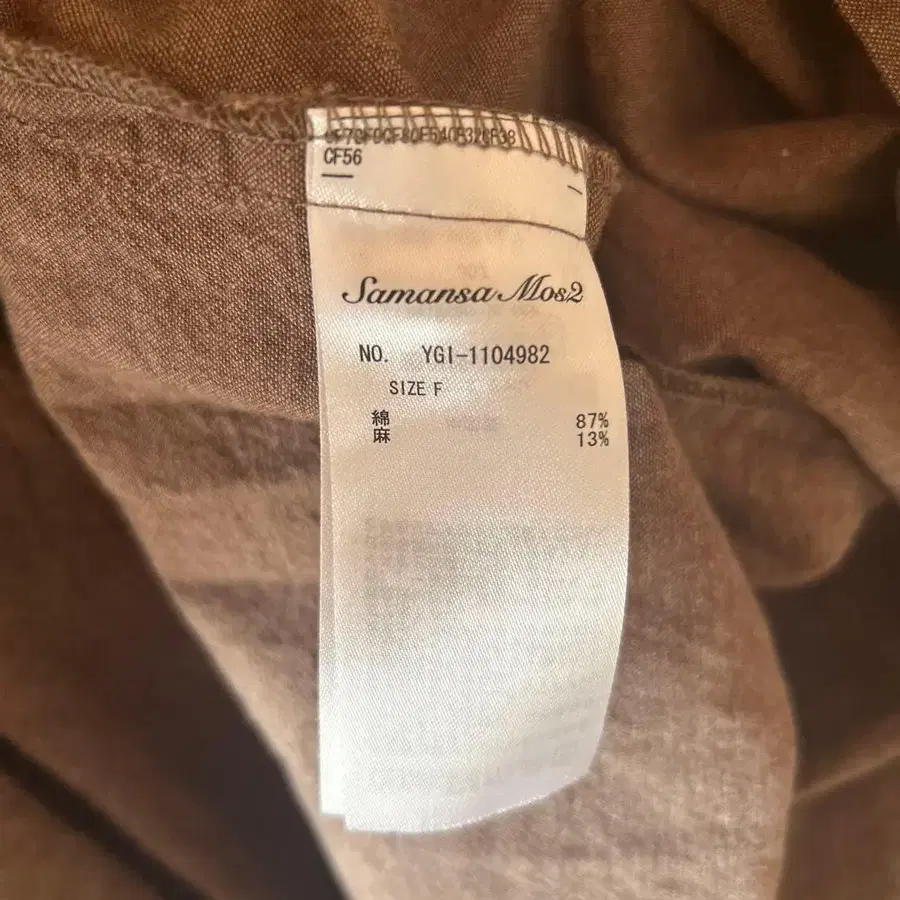 CF56
Samansa Mos2
NO. YGI-1104982
SIZE F
綿 87%
麻 13%